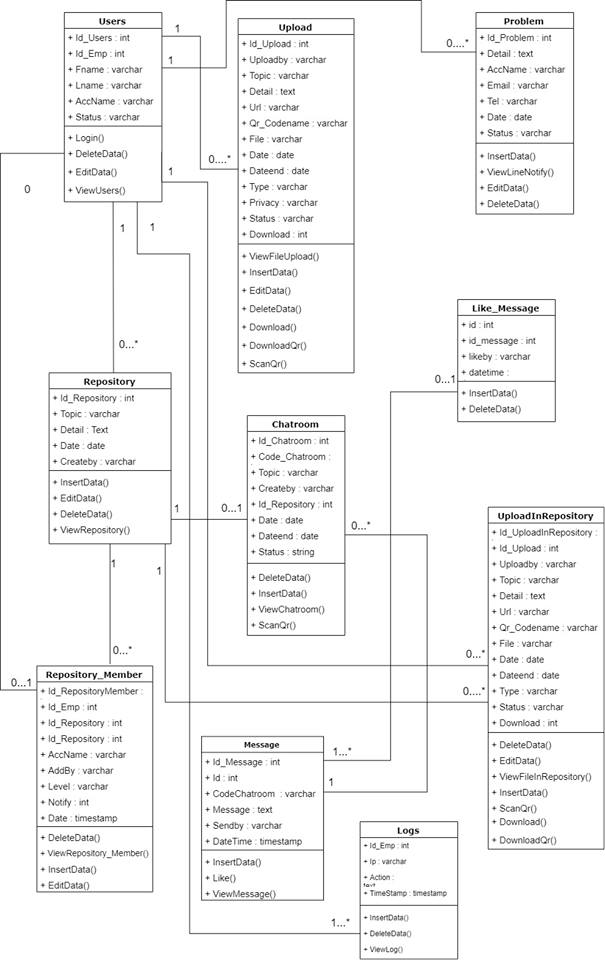 Users
+ Id_Users : int
+ Id_Emp : int
+ Fname : varchar
+ Lname : varchar
+ AccName : varchar
+ Status : varchar
+ Login()
+ DeleteData()
+ EditData()
+ ViewUsers()
1
1
0
1
1
1
0....*
Upload
+ Id_Upload : int
+ Uploadby : varchar
+ Topic : varchar
+ Detail : text
+ Url : varchar
+ Qr_Codename : varchar
+ File : varchar
+ Date : date
+ Dateend : date
+ Type : varchar
+ Privacy : varchar
+ Status : varchar
+ Download : int
+ ViewFileUpload()
+ InsertData()
+ EditData()
+ DeleteData()
+ Download()
+ DownloadQr()
+ ScanQr()
0....*
Problem
+ Id_Problem : int
+ Detail : text
+ AccName : varchar
+ Email : varchar
+ Tel : varchar
+ Date : date
+ Status : varchar
+ InsertData()
+ ViewLineNotify()
+ EditData()
+ DeleteData()
Like_Message
+ id : int
+ id_message : int
+ likeby : varchar
+ datetime :
+ InsertData()
+ DeleteData()
0...1
0...*
Repository
+ Id_Repository : int
+ Topic : varchar
+ Detail : Text
+ Date : date
+ Createby : varchar
+ InsertData()
+ EditData()
+ DeleteData()
+ ViewRepository()
1
0...1
1
1
Chatroom
+ Id_Chatroom : int
+ Code_Chatroom :
+ Topic : varchar
+ Createby : varchar
+ Id_Repository : int
+ Date : date
+ Dateend : date
+ Status : string
+ DeleteData()
+ InsertData()
+ ViewChatroom()
+ ScanQr()
0...*
UploadInRepository
+ Id_UploadInRepository :
+ Id_Upload : int
+ Uploadby : varchar
+ Topic : varchar
+ Detail : text
+ Url : varchar
+ Qr_Codename : varchar
+ File : varchar
+ Date : date
+ Dateend : date
+ Type : varchar
+ Status : varchar
+ Download : int
+ DeleteData()
+ EditData()
+ ViewFileInRepository()
+ InsertData()
+ ScanQr()
+ Download()
+ DownloadQr()
0...*
0....*
0...*
0...1
Repository_Member
+ Id_RepositoryMember :
+ Id_Emp : int
+ Id_Repository : int
+ Id_Repository : int
+ AccName : varchar
+ AddBy : varchar
+ Level : varchar
+ Notify : int
+ Date : timestamp
+ DeleteData()
+ ViewRepository_Member()
+ InsertData()
+ EditData()
Message
+ Id_Message : int
+ Id : int
+ CodeChatroom : varchar
+ Message : text
+ Sendby : varchar
+ DateTime : timestamp
+ InsertData()
+ Like()
+ ViewMessage()
1...*
1
1...*
Logs
+ Id_Emp : int
+ Ip : varchar
+ Action :
+ TimeStamp : timestamp
+ InsertData()
+ DeleteData()
+ ViewLog()